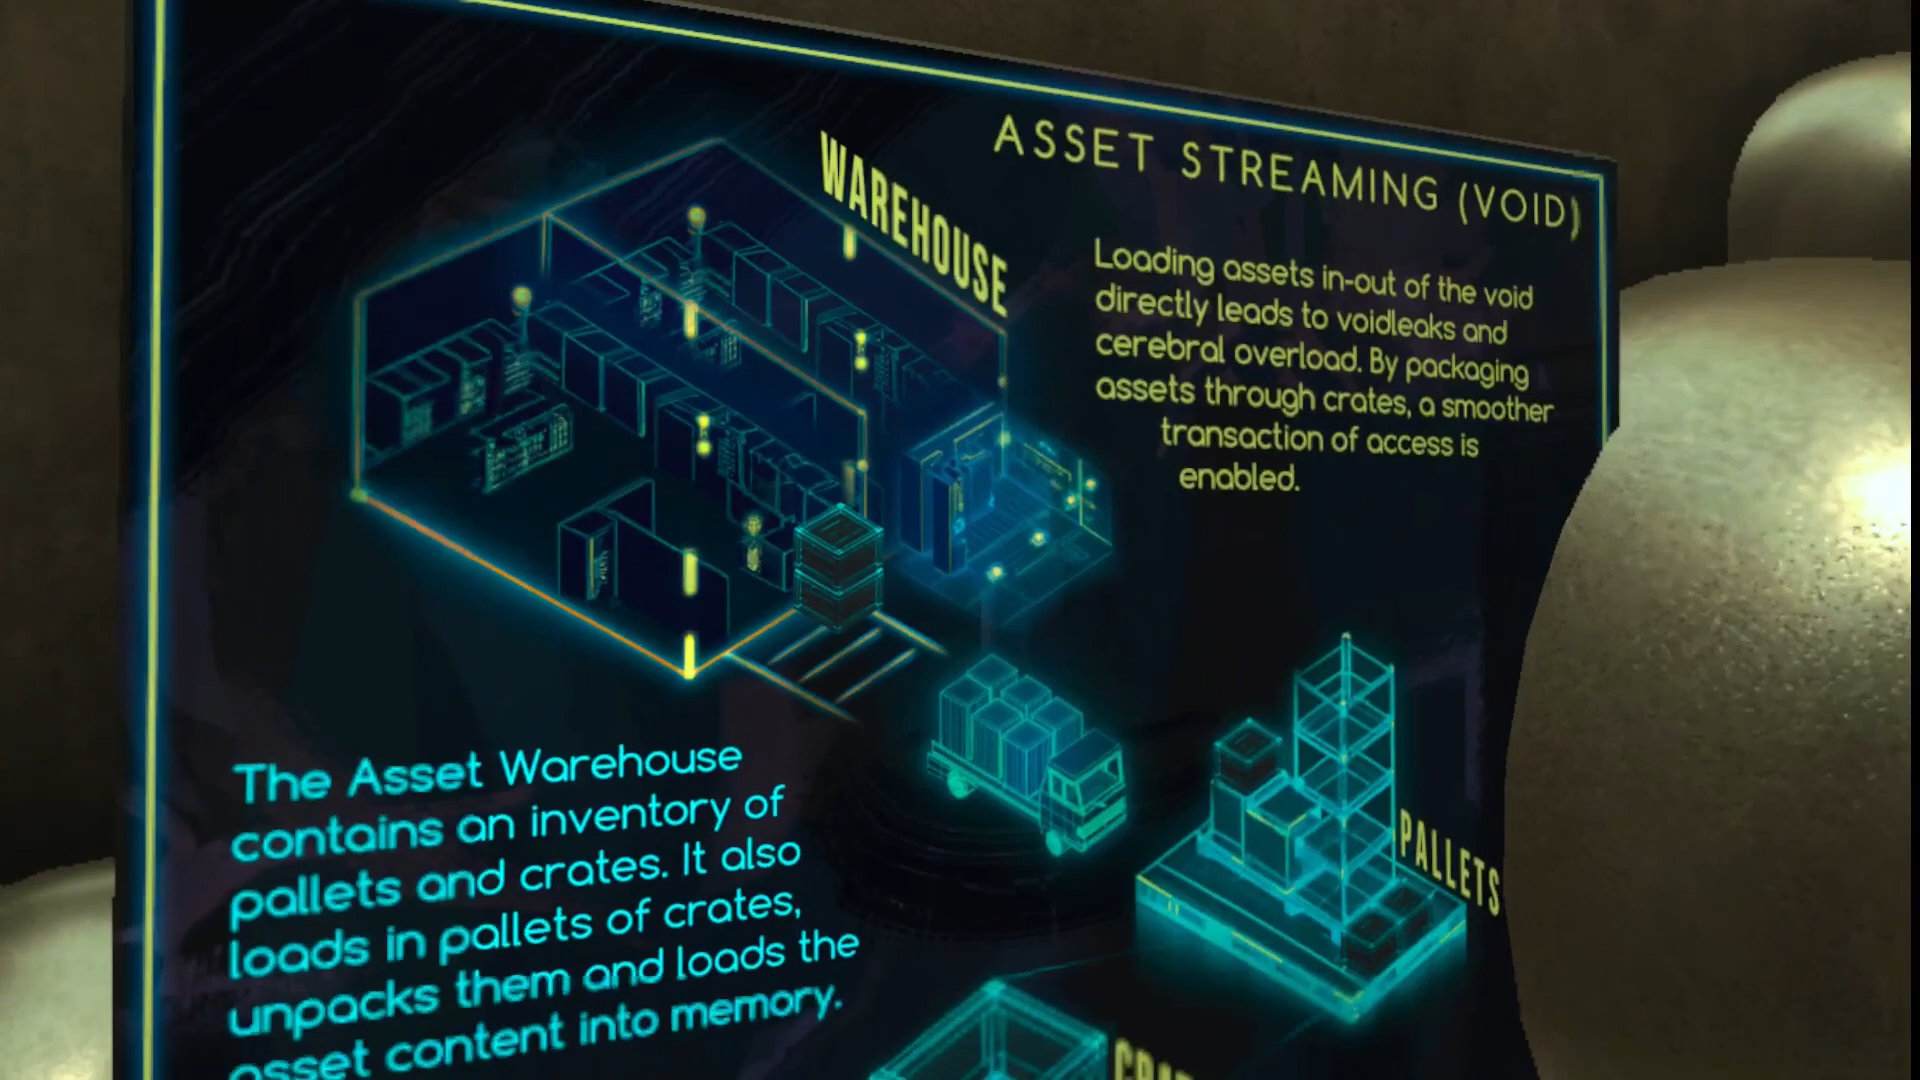 ASSET STREAMING (VOID)
WAREHOUSE
Loading assets in-out of the void
directly leads to voidleaks and
cerebral overload. By packaging
assets through crates, a smoother
transaction of access is
enabled.
The Asset Warehouse
contains an inventory of
pallets and crates. It also
loads in pallets of crates,
unpacks them and loads the
asset content into memory.
PALLETS